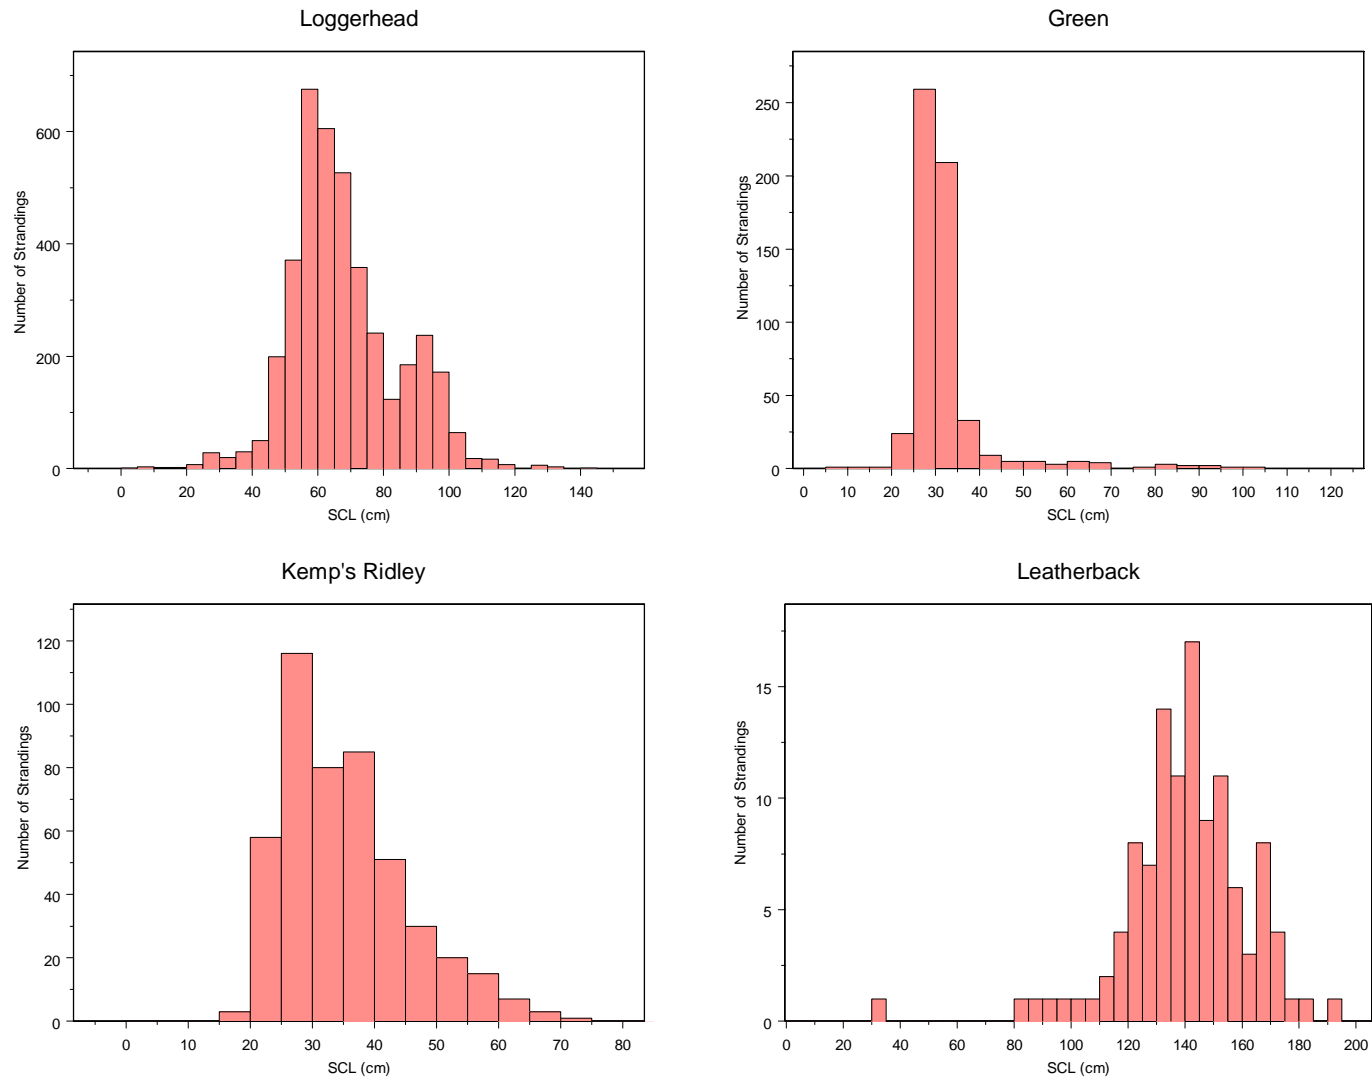 Loggerhead
Number of Strandings
600
400
200
0
0 20 40 60 80 100 120 140
SCL (cm)
Green
Number of Strandings
250
200
150
100
50
0
0 10 20 30 40 50 60 70 80 90 100 110 120
SCL (cm)
Kemp's Ridley
Number of Strandings
120
100
80
60
40
20
0
0 10 20 30 40 50 60 70 80
SCL (cm)
Leatherback
Number of Strandings
15
10
5
0
0 20 40 60 80 100 120 140 160 180 200
SCL (cm)